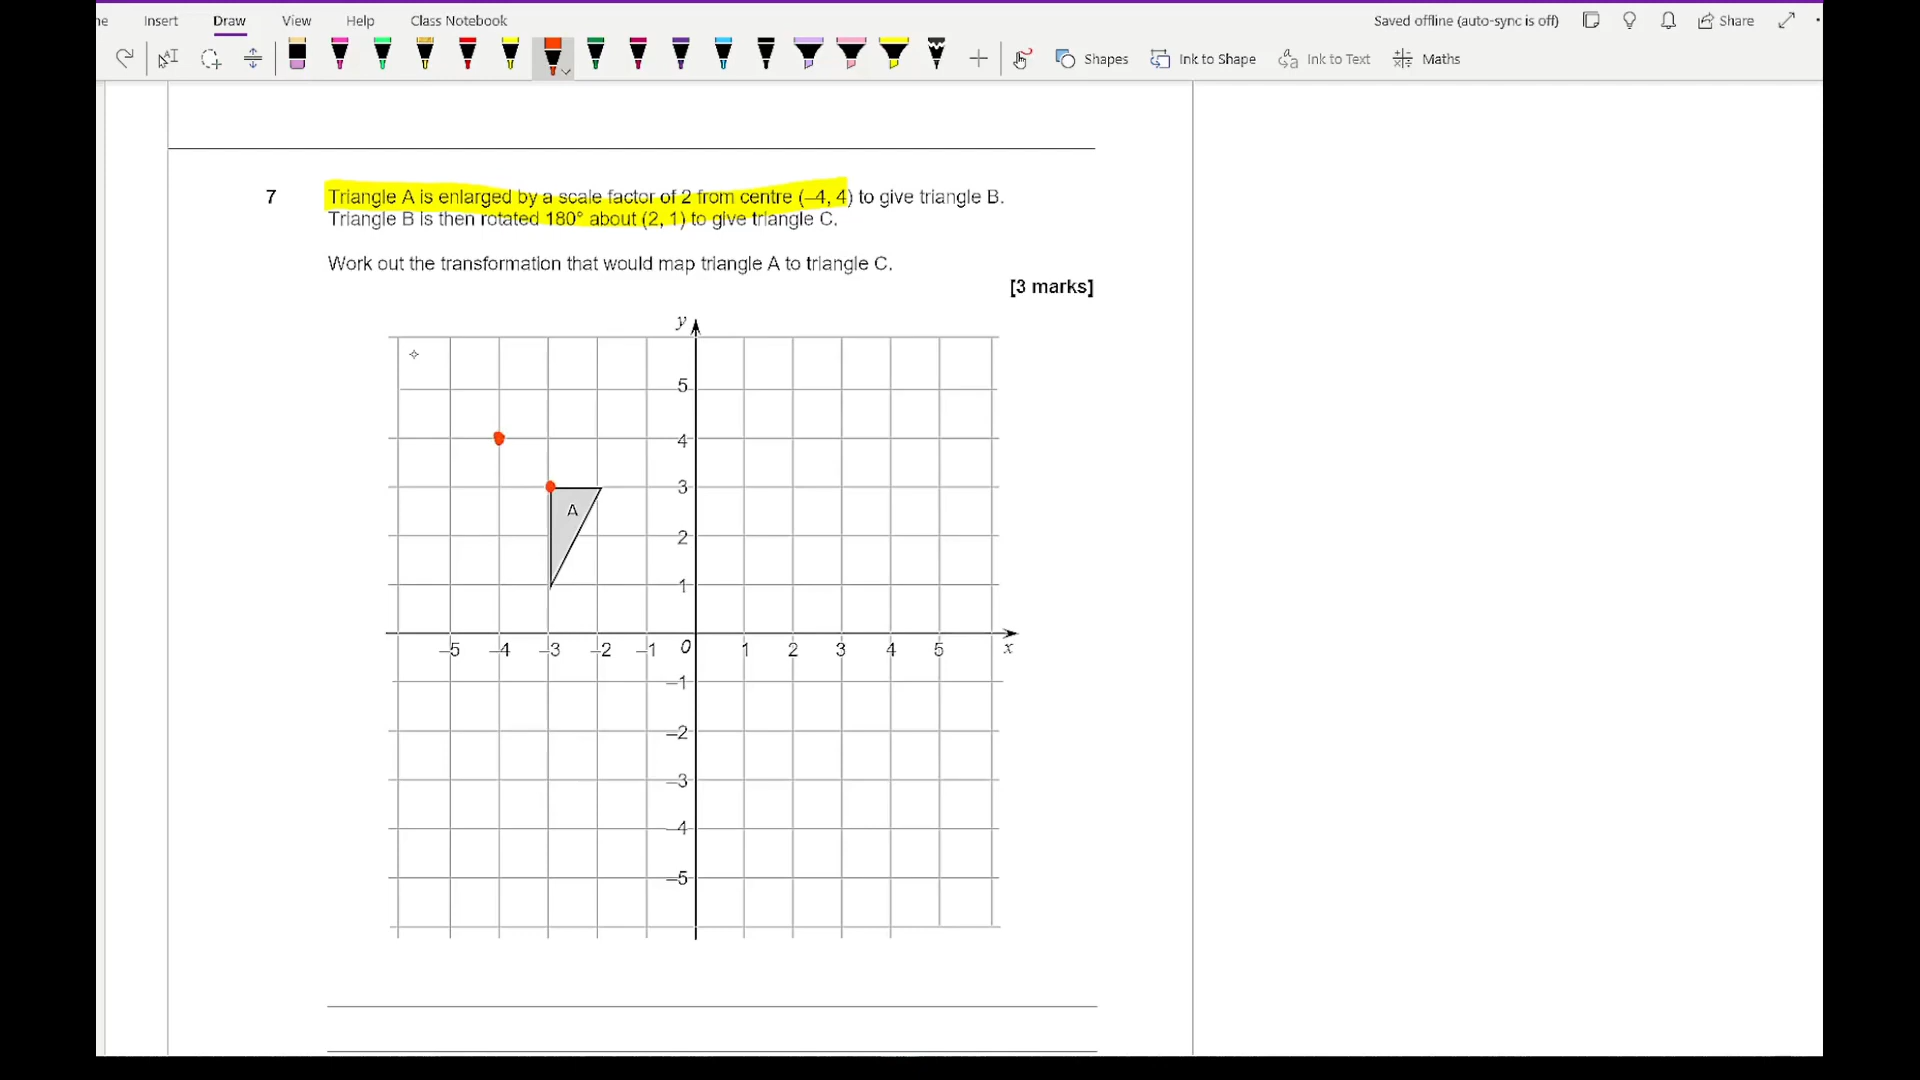 ne Insert Draw View Help Class Notebook Saved offline (auto-sync is off) Share
Shapes Ink to Shape Ink to Text Maths
7 Triangle A is enlarged by a scale factor of 2 from centre (–4, 4) to give triangle B.
Triangle B is then rotated 180° about (2, 1) to give triangle C.
Work out the transformation that would map triangle A to triangle C.
[3 marks]
y
5
4
3
A
2
1
–5 –4 –3 –2 –1 0 1 2 3 4 5 x
–1
–2
–3
–4
–5